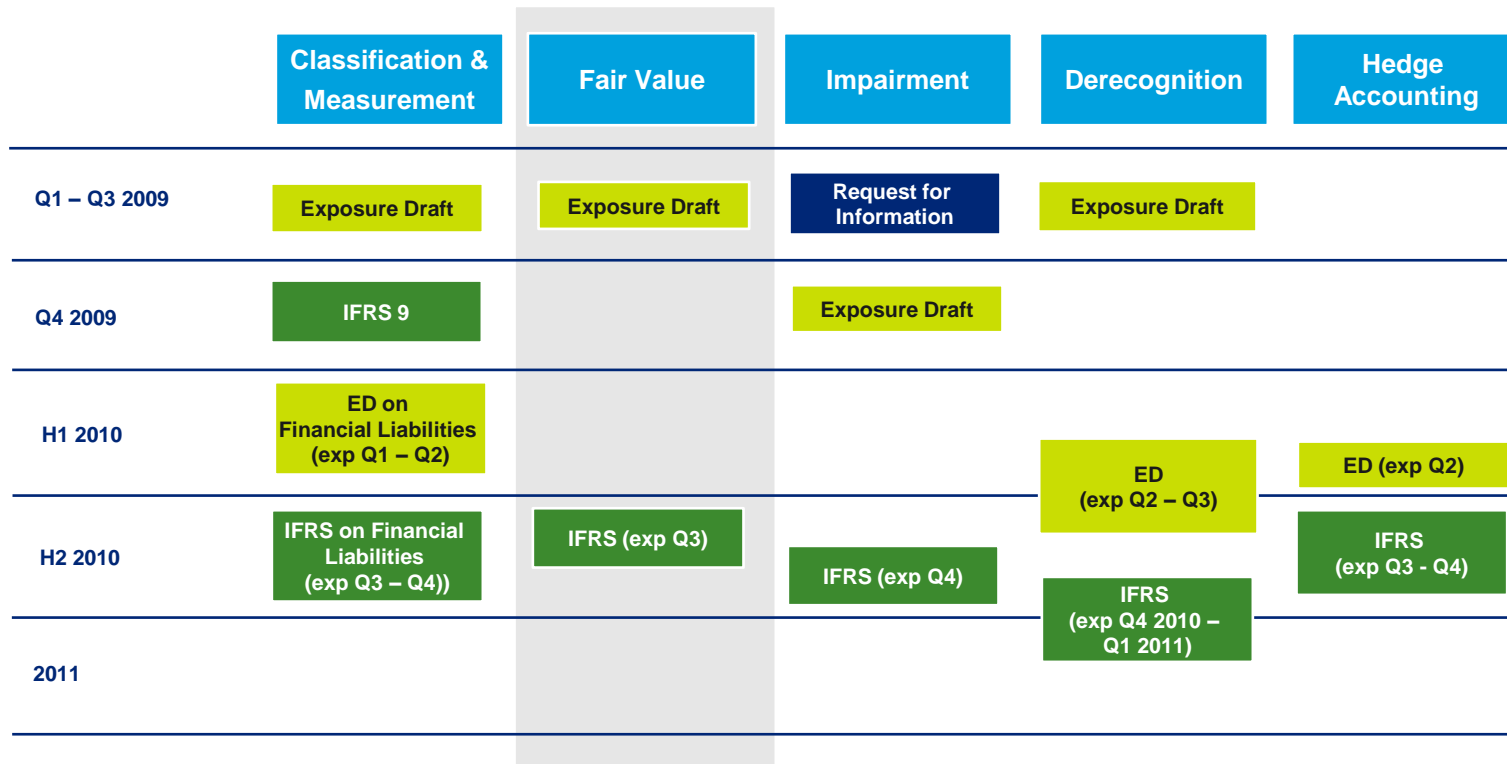 Classification &
Measurement
Fair Value
Impairment
Derecognition
Hedge
Accounting
Q1 – Q3 2009
Exposure Draft
Exposure Draft
Request for
Information
Exposure Draft
Q4 2009
IFRS 9
Exposure Draft
H1 2010
ED on
Financial Liabilities
(exp Q1 – Q2)
ED
(exp Q2 – Q3)
ED (exp Q2)
H2 2010
IFRS on Financial
Liabilities
(exp Q3 – Q4))
IFRS (exp Q3)
IFRS (exp Q4)
IFRS
(exp Q4 2010 –
Q1 2011)
IFRS
(exp Q3 - Q4)
2011